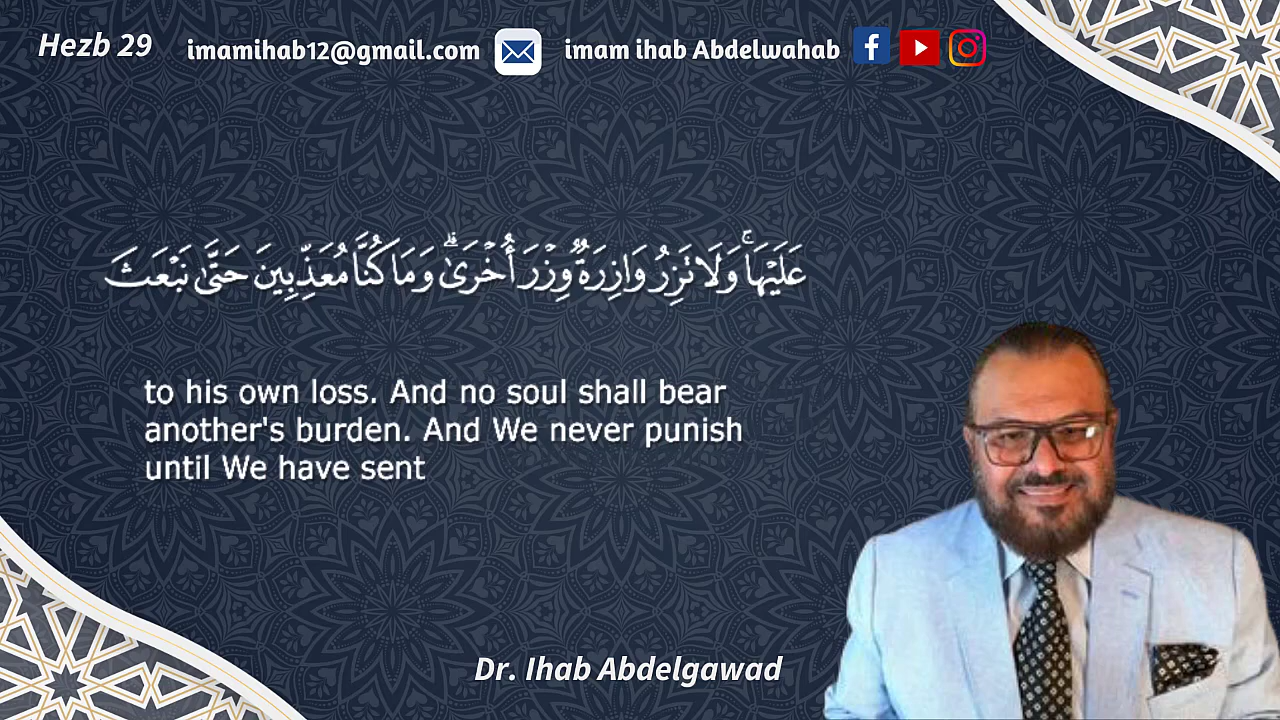 Hezb 29
imamihab12@gmail.com
imam ihab Abdelwahab
عَلَيْهَا ۚ وَلَا تَزِرُ وَازِرَةٌ وِزْرَ أُخْرَىٰ ۗ وَمَا كُنَّا مُعَذِّبِينَ حَتَّىٰ نَبْعَثَ
to his own loss. And no soul shall bear
another's burden. And We never punish
until We have sent
Dr. Ihab Abdelgawad